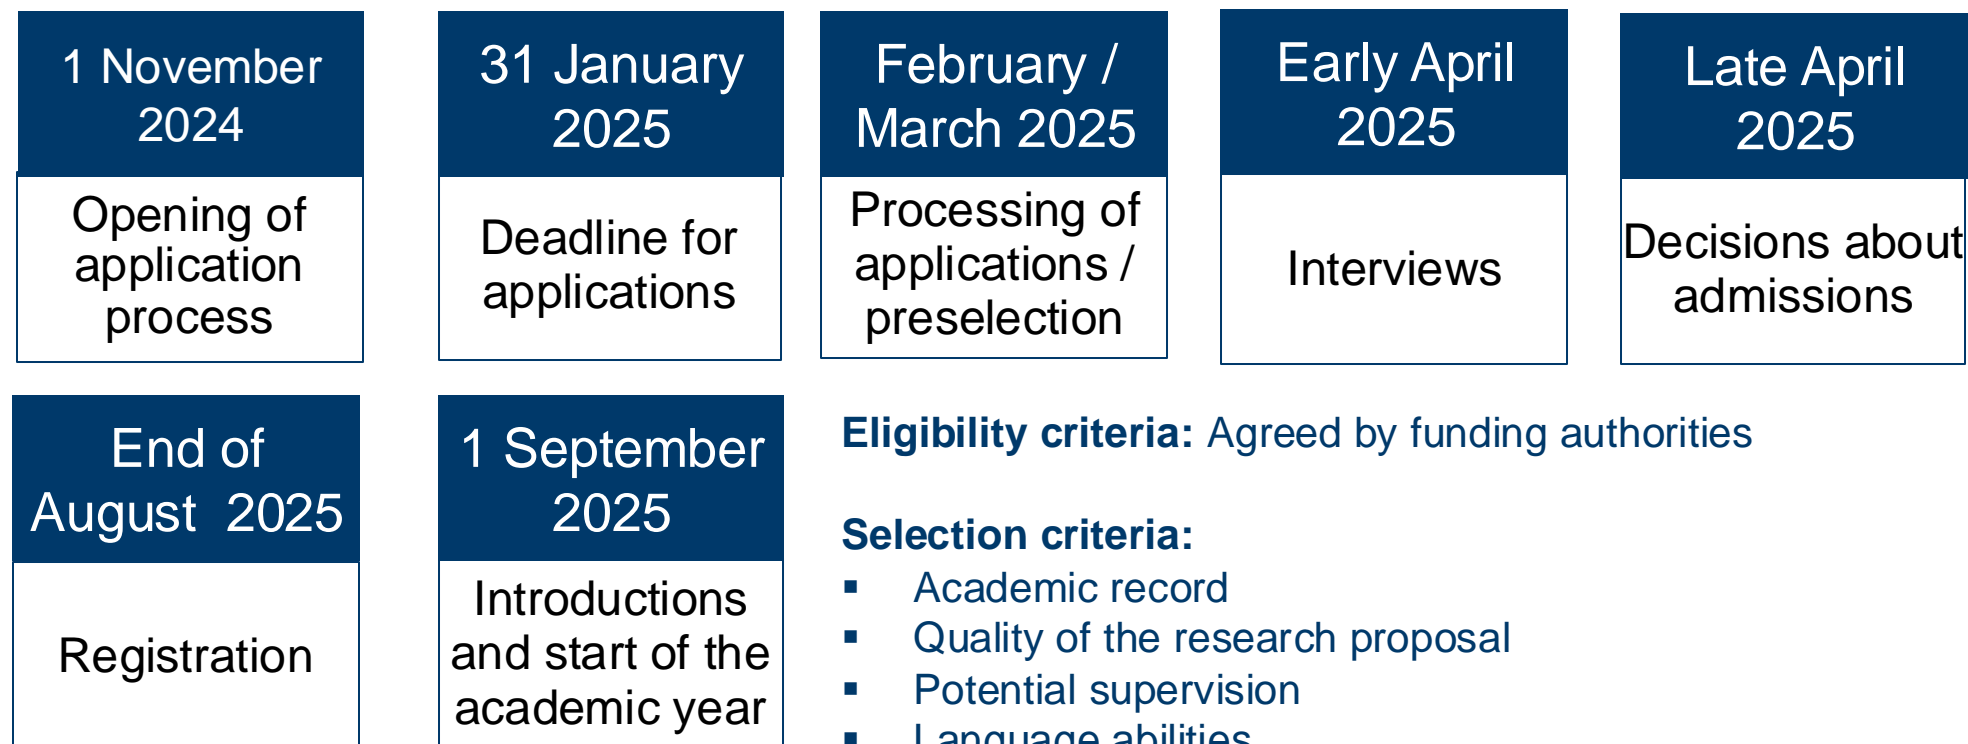 1 November
2024
Opening of
application
process
31 January
2025
Deadline for
applications
February /
March 2025
Processing of
applications /
preselection
Early April
2025
Interviews
Late April
2025
Decisions about
admissions
End of
August 2025
Registration
1 September
2025
Introductions
and start of the
academic year
Eligibility criteria: Agreed by funding authorities
Selection criteria:
▪ Academic record
▪ Quality of the research proposal
▪ Potential supervision
▪ Language abilities